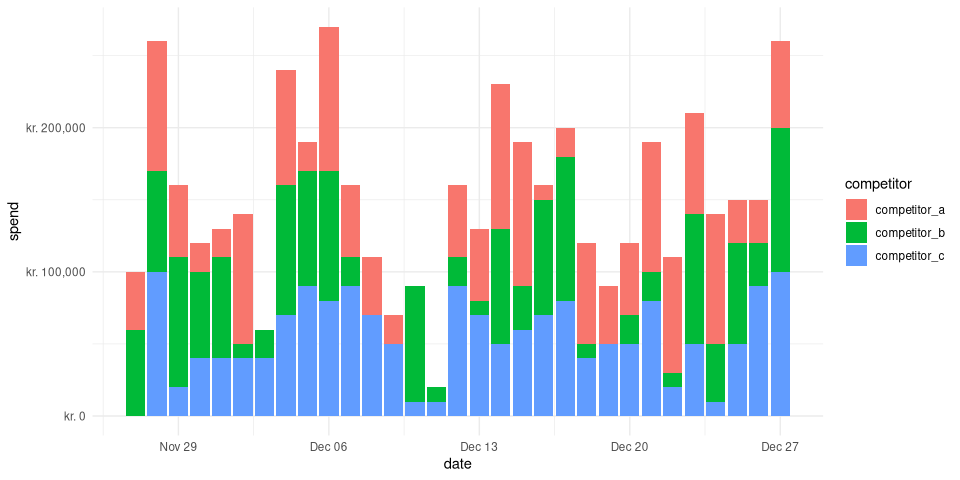 spend
kr. 200,000
kr. 100,000
kr. 0
Nov 29 Dec 06 Dec 13 Dec 20 Dec 27
date
competitor
competitor_a
competitor_b
competitor_c